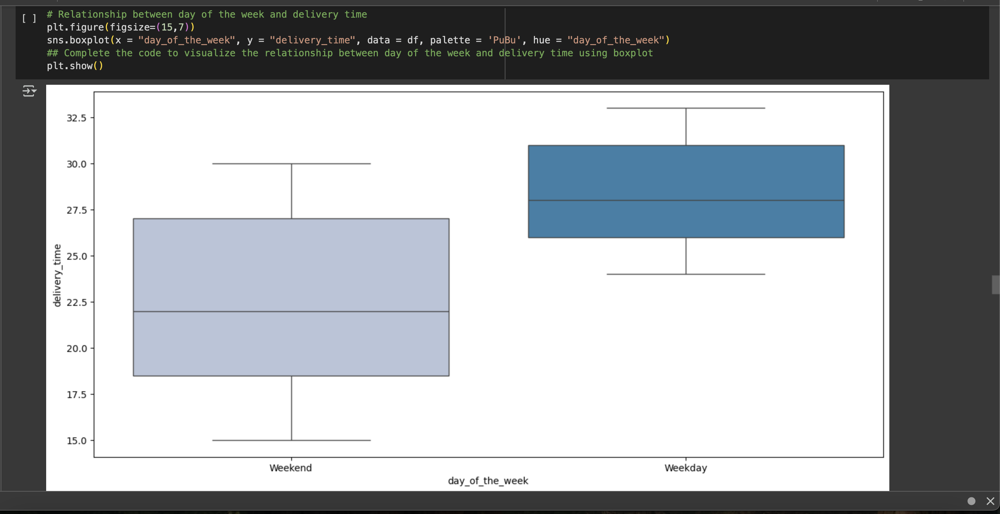 [ ]
# Relationship between day of the week and delivery time
plt.figure(figsize=(15,7))
sns.boxplot(x = "day_of_the_week", y = "delivery_time", data = df, palette = 'PuBu', hue = "day_of_the_week")
## Complete the code to visualize the relationship between day of the week and delivery time using boxplot
plt.show()
32.5
30.0
27.5
25.0
22.5
20.0
17.5
15.0
delivery_time
Weekend
Weekday
day_of_the_week